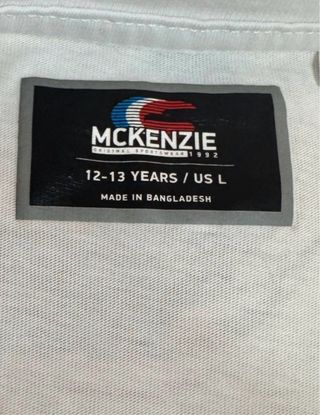 MCKENZIE
ORIGINAL SPORTSWEAR 1992
12-13 YEARS / US L
MADE IN BANGLADESH